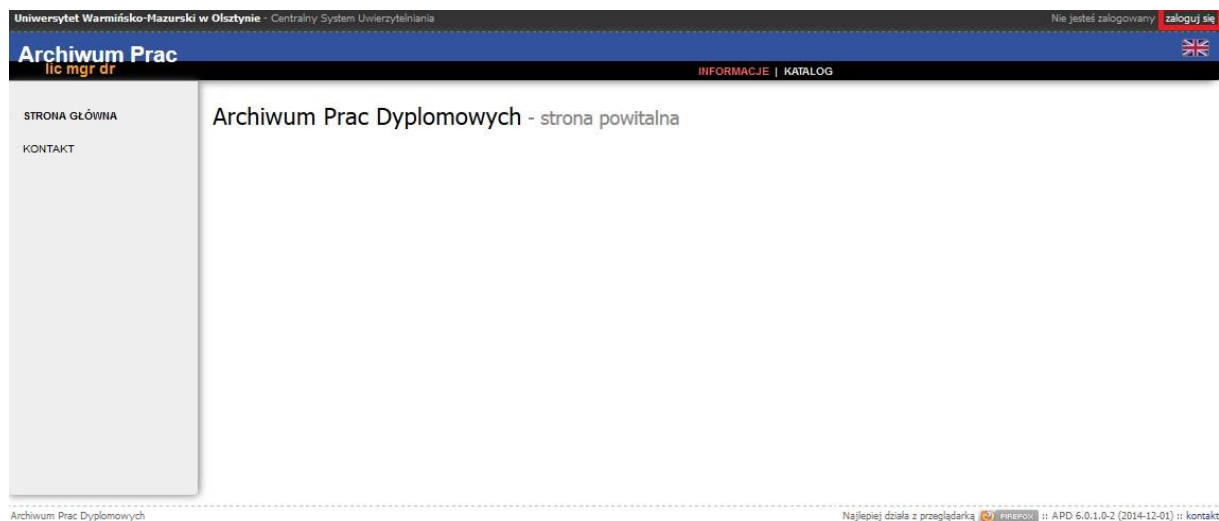 Uniwersytet Warmińsko-Mazurski w Olsztynie - Centralny System Uwierzytelniania
Nie jesteś zalogowany
zaloguj się
Archiwum Prac
lic mgr dr
INFORMACJE | KATALOG
STRONA GŁÓWNA
KONTAKT
Archiwum Prac Dyplomowych - strona powitalna
Archiwum Prac Dyplomowych
Najlepiej działa z przeglądarką FIREFOX :: APD 6.0.1.0-2 (2014-12-01) :: kontakt